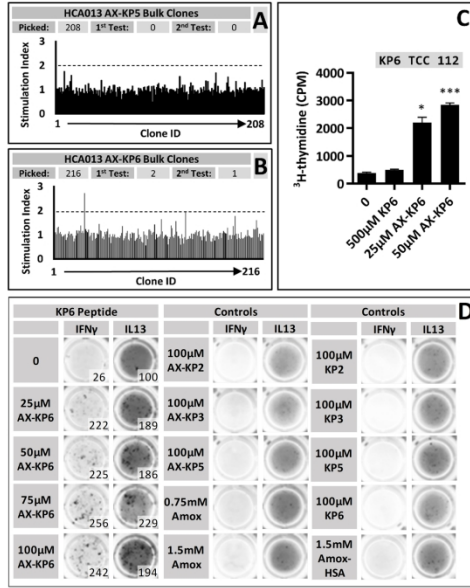 HCA013 AX-KP5 Bulk Clones
A
Picked: 208 1st Test: 0 2nd Test: 0
Stimulation Index
3
2
1
0
1 208
Clone ID
HCA013 AX-KP6 Bulk Clones
B
Picked: 216 1st Test: 2 2nd Test: 1
Stimulation Index
3
2
1
0
1 216
Clone ID
C
KP6 TCC 112
³H-thymidine (CPM)
4000
3000
2000
1000
0
*
***
0
500µM KP6
25µM AX-KP6
50µM AX-KP6
D
KP6 Peptide Controls Controls
IFNγ IL13 IFNγ IL13 IFNγ IL13
0 26 100 100µM AX-KP2 100µM KP2
25µM AX-KP6 222 189 100µM AX-KP3 100µM KP3
50µM AX-KP6 225 186 100µM AX-KP5 100µM KP5
75µM AX-KP6 256 229 0.75mM Amox 100µM KP6
100µM AX-KP6 242 194 1.5mM Amox 1.5mM Amox-HSA